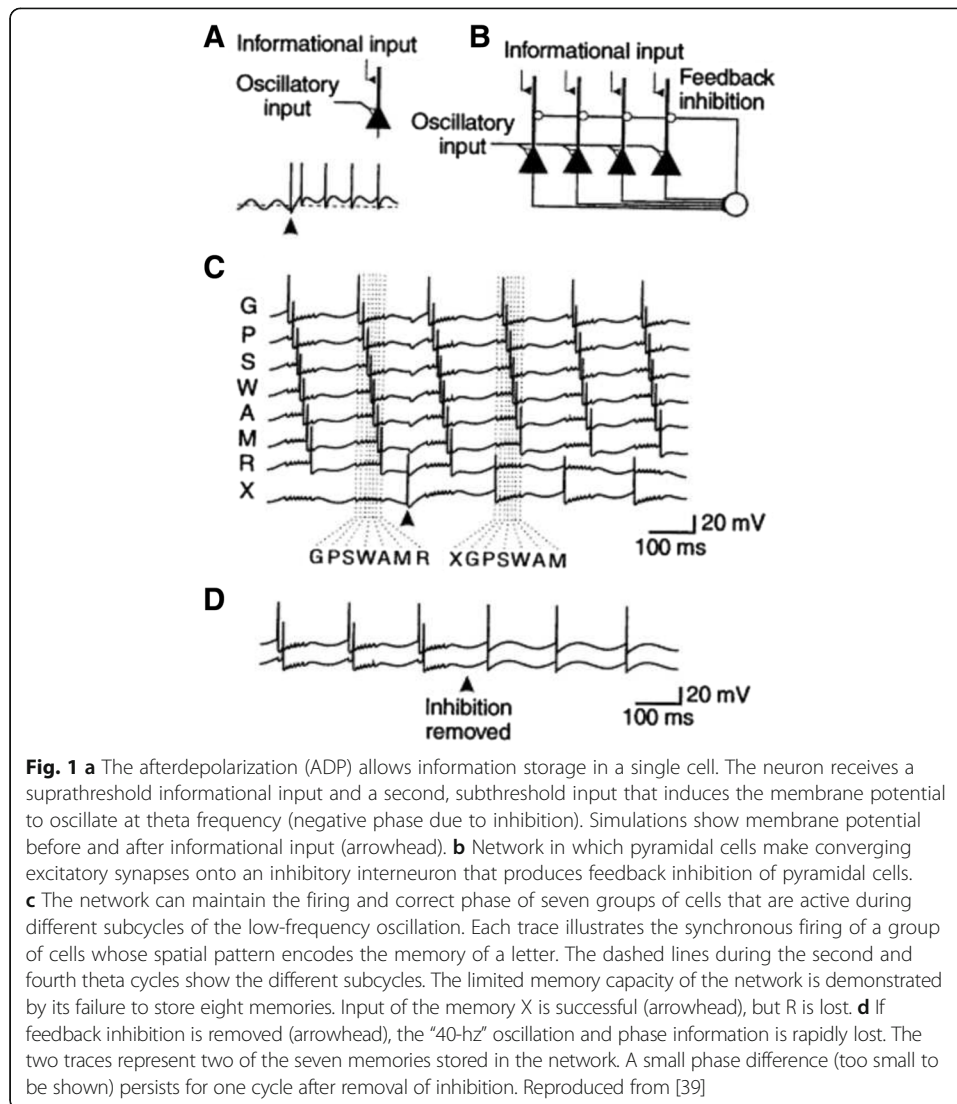 A
Informational input
Oscillatory
input
B
Informational input
Feedback
inhibition
Oscillatory
input
C
G
P
S
W
A
M
R
X
GPSWAMR
XGPSWAM
20 mV
100 ms
D
Inhibition
removed
20 mV
100 ms
Fig. 1 a The afterdepolarization (ADP) allows information storage in a single cell. The neuron receives a
suprathreshold informational input and a second, subthreshold input that induces the membrane potential
to oscillate at theta frequency (negative phase due to inhibition). Simulations show membrane potential
before and after informational input (arrowhead). b Network in which pyramidal cells make converging
excitatory synapses onto an inhibitory interneuron that produces feedback inhibition of pyramidal cells.
c The network can maintain the firing and correct phase of seven groups of cells that are active during
different subcycles of the low-frequency oscillation. Each trace illustrates the synchronous firing of a group
of cells whose spatial pattern encodes the memory of a letter. The dashed lines during the second and
fourth theta cycles show the different subcycles. The limited memory capacity of the network is demonstrated
by its failure to store eight memories. Input of the memory X is successful (arrowhead), but R is lost. d If
feedback inhibition is removed (arrowhead), the “40-hz” oscillation and phase information is rapidly lost. The
two traces represent two of the seven memories stored in the network. A small phase difference (too small to
be shown) persists for one cycle after removal of inhibition. Reproduced from [39]